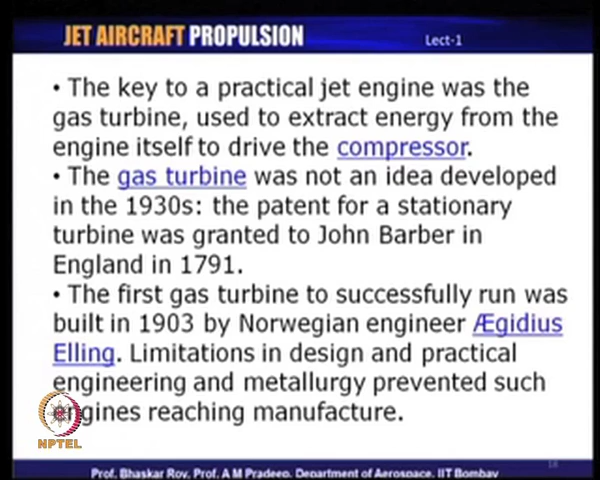 JET AIRCRAFT PROPULSION Lect-1
• The key to a practical jet engine was the
gas turbine, used to extract energy from the
engine itself to drive the compressor.
• The gas turbine was not an idea developed
in the 1930s: the patent for a stationary
turbine was granted to John Barber in
England in 1791.
• The first gas turbine to successfully run was
built in 1903 by Norwegian engineer Ægidius
Elling. Limitations in design and practical
engineering and metallurgy prevented such
engines reaching manufacture.
NPTEL
Prof. Bhaskar Roy, Prof. A M Pradeep, Department of Aerospace, IIT Bombay
18